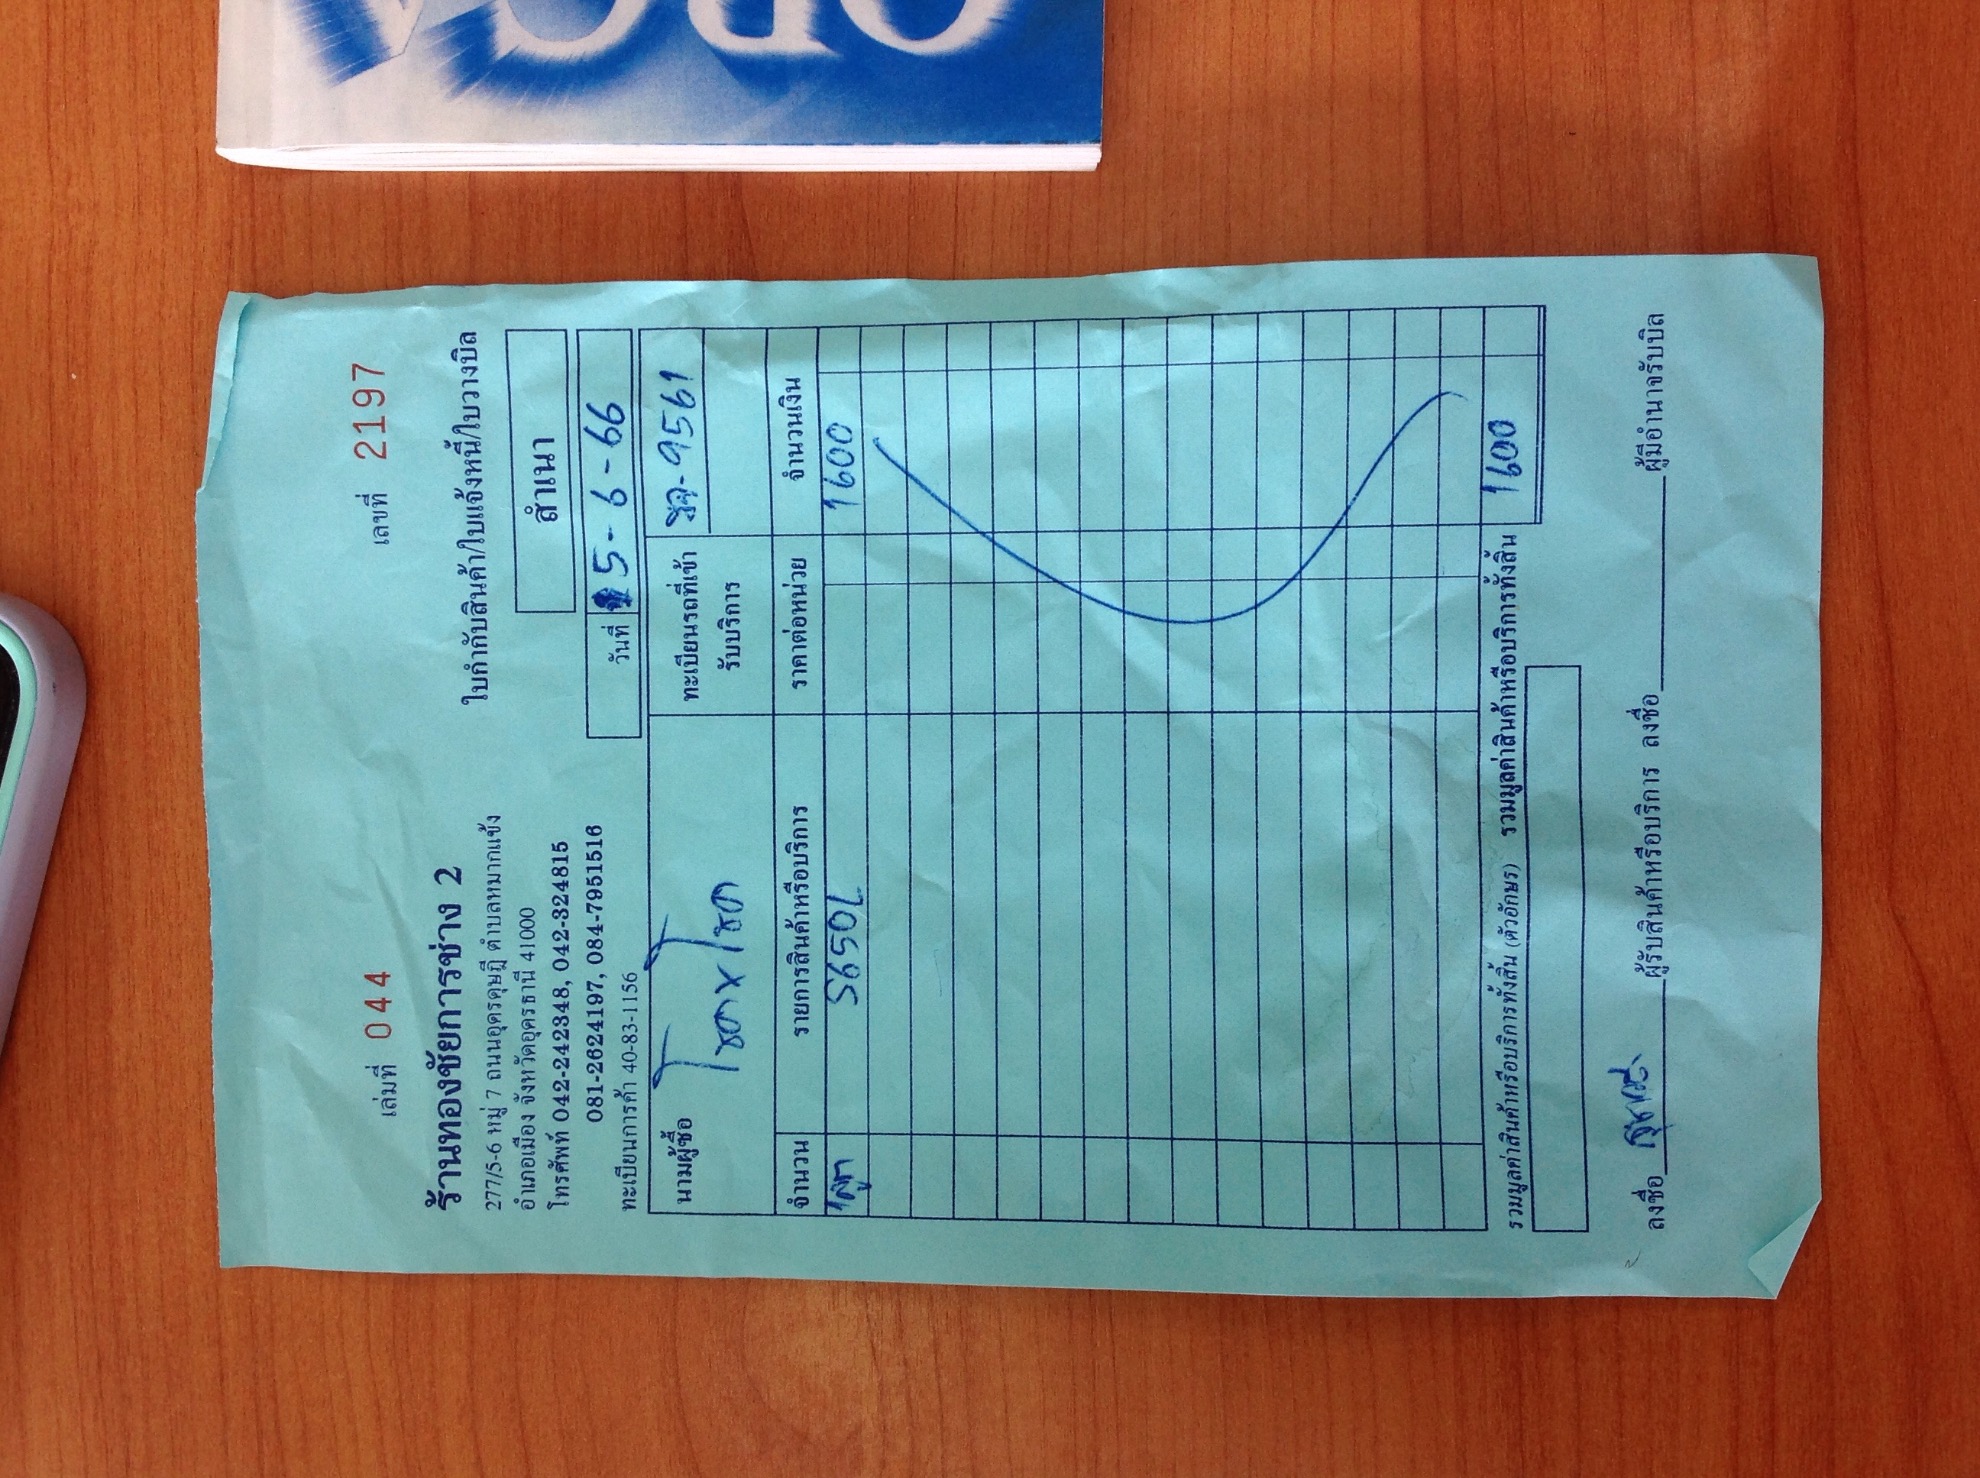 เล่มที่ 044 เลขที่ 2197
ร้านทองชัยการช่าง 2
ใบกำกับสินค้า/ใบแจ้งหนี้/ใบวางบิล
277/5-6 หมู่ 7 ถนนอุดรดุษฎี ตำบลหมากแข้ง
อำเภอเมือง จังหวัดอุดรธานี 41000
สำเนา
โทรศัพท์ 042-242348, 042-324815
081-2624197, 084-7951516
วันที่ 5-6-66
ทะเบียนการค้า 40-83-1156
นามผู้ซื้อ
ทะเบียนรถที่เข้า 9561
รับบริการ
จำนวน รายการสินค้าหรือบริการ ราคาต่อหน่วย จำนวนเงิน
1ลูก S650L 1600
รวมมูลค่าสินค้าหรือบริการทั้งสิ้น (ตัวอักษร) รวมมูลค่าสินค้าหรือบริการทั้งสิ้น 1600
ลงชื่อ ผู้รับสินค้าหรือบริการ ลงชื่อ ผู้มีอำนาจรับบิล